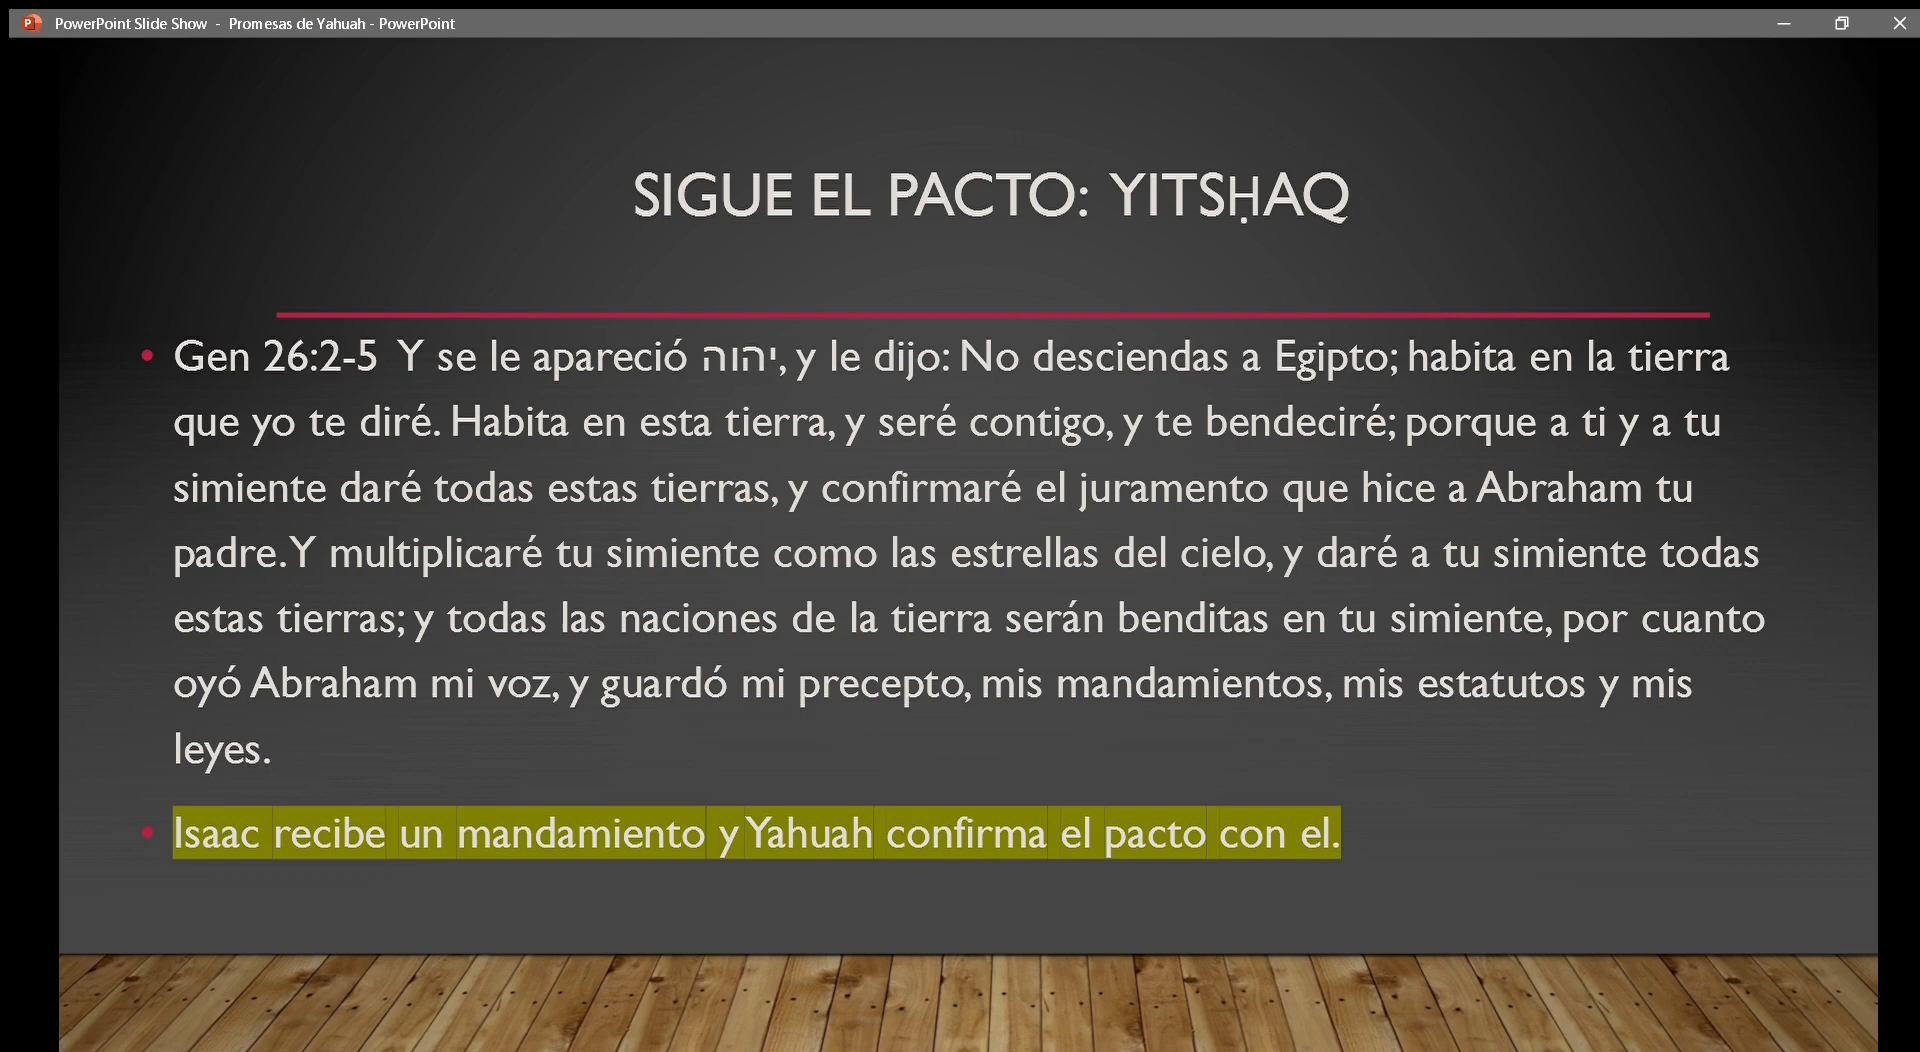 PowerPoint Slide Show - Promesas de Yahuah - PowerPoint
SIGUE EL PACTO: YITSḤAQ
• Gen 26:2-5 Y se le apareció יהוה, y le dijo: No desciendas a Egipto; habita en la tierra
que yo te diré. Habita en esta tierra, y seré contigo, y te bendeciré; porque a ti y a tu
simiente daré todas estas tierras, y confirmaré el juramento que hice a Abraham tu
padre. Y multiplicaré tu simiente como las estrellas del cielo, y daré a tu simiente todas
estas tierras; y todas las naciones de la tierra serán benditas en tu simiente, por cuanto
oyó Abraham mi voz, y guardó mi precepto, mis mandamientos, mis estatutos y mis
leyes.
• Isaac recibe un mandamiento y Yahuah confirma el pacto con el.